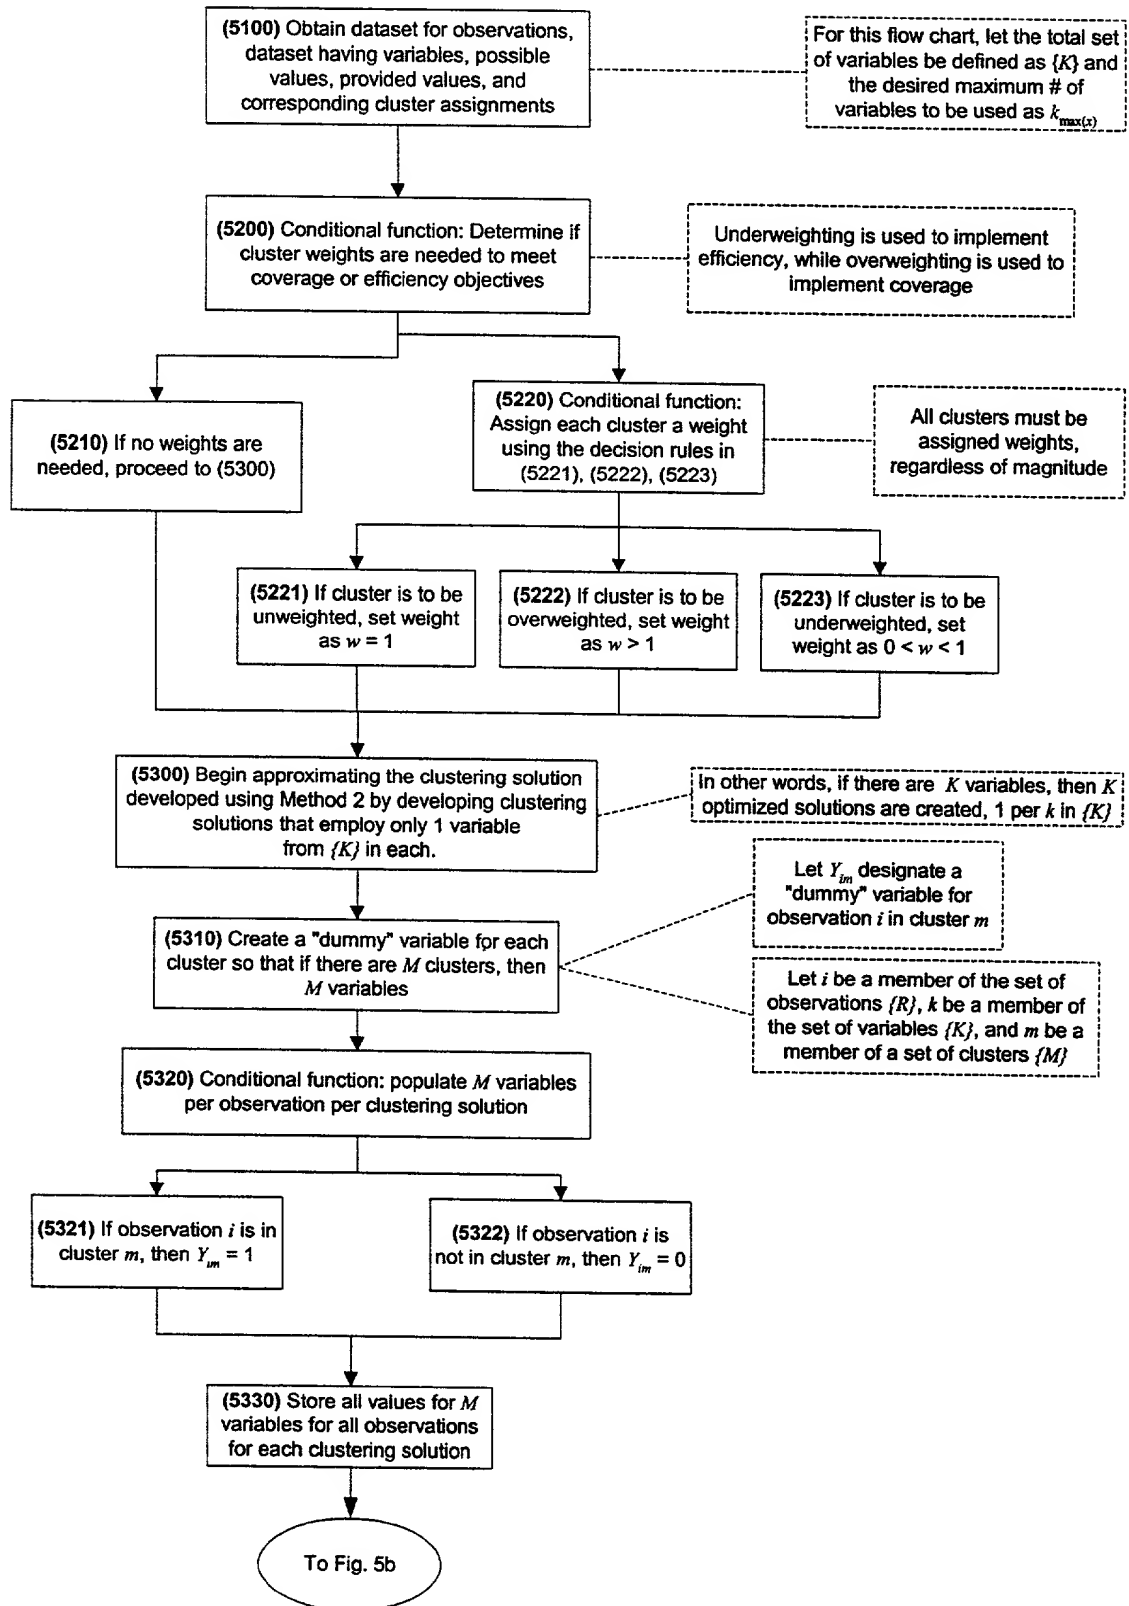 (5100) Obtain dataset for observations,
dataset having variables, possible
values, provided values, and
corresponding cluster assignments
For this flow chart, let the total set
of variables be defined as {K} and
the desired maximum # of
variables to be used as k_max(x)
(5200) Conditional function: Determine if
cluster weights are needed to meet
coverage or efficiency objectives
Underweighting is used to implement
efficiency, while overweighting is used to
implement coverage
(5210) If no weights are
needed, proceed to (5300)
(5220) Conditional function:
Assign each cluster a weight
using the decision rules in
(5221), (5222), (5223)
All clusters must be
assigned weights,
regardless of magnitude
(5221) If cluster is to be
unweighted, set weight
as w = 1
(5222) If cluster is to be
overweighted, set weight
as w > 1
(5223) If cluster is to be
underweighted, set
weight as 0 < w < 1
(5300) Begin approximating the clustering solution
developed using Method 2 by developing clustering
solutions that employ only 1 variable
from {K} in each.
In other words, if there are K variables, then K
optimized solutions are created, 1 per k in {K}
Let Y_im designate a
"dummy" variable for
observation i in cluster m
(5310) Create a "dummy" variable for each
cluster so that if there are M clusters, then
M variables
Let i be a member of the set of
observations {R}, k be a member of
the set of variables {K}, and m be a
member of a set of clusters {M}
(5320) Conditional function: populate M variables
per observation per clustering solution
(5321) If observation i is in
cluster m, then Y_im = 1
(5322) If observation i is
not in cluster m, then Y_im = 0
(5330) Store all values for M
variables for all observations
for each clustering solution
To Fig. 5b